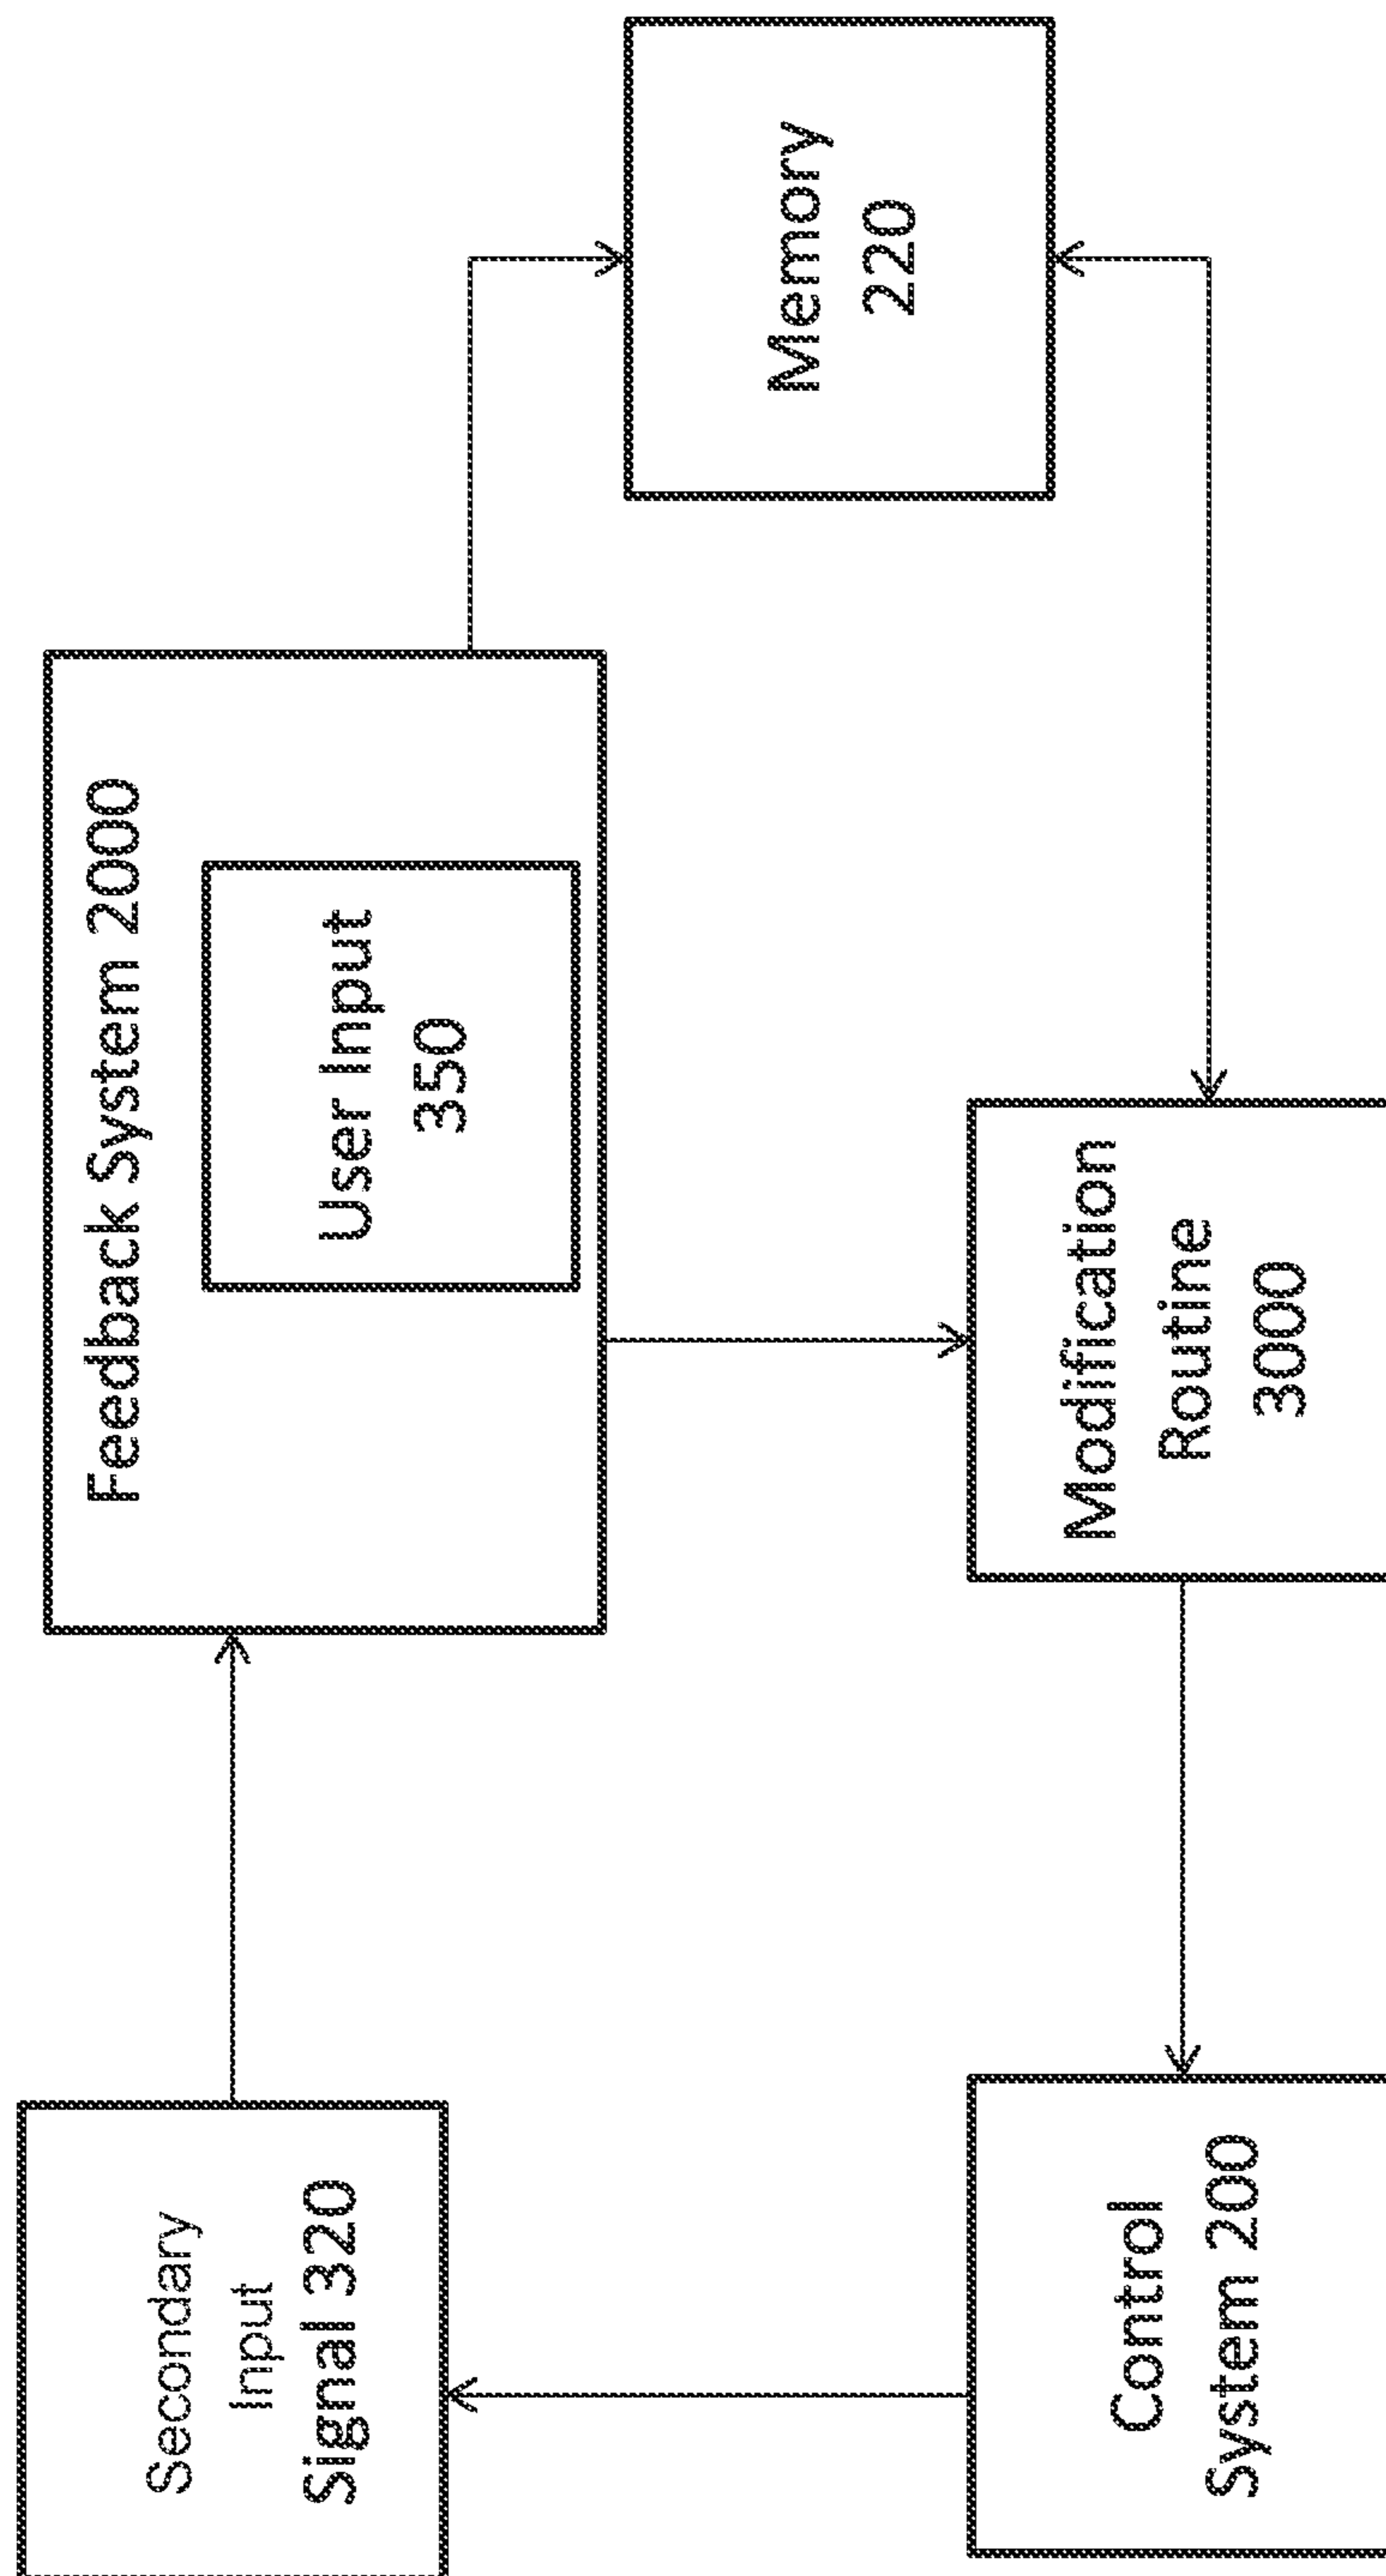 Secondary
Input
Signal 320
Feedback System 2000
User Input
350
Memory
220
Control
System 200
Modification
Routine
3000